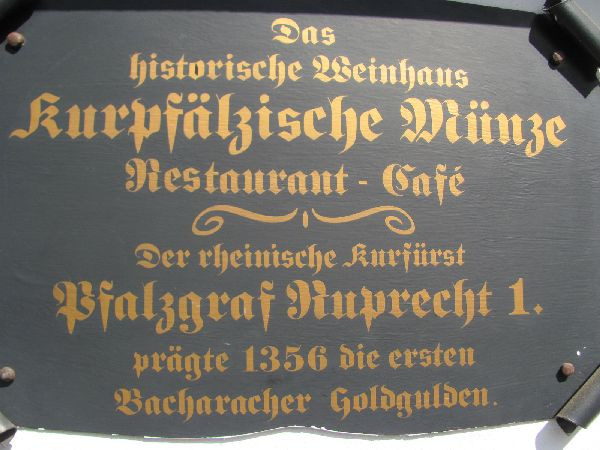 Das
historische Weinhaus
Kurpfälzische Münze
Restaurant - Café
Der rheinische Kurfürst
Pfalzgraf Ruprecht 1.
prägte 1356 die ersten
Bacharacher Goldgulden.